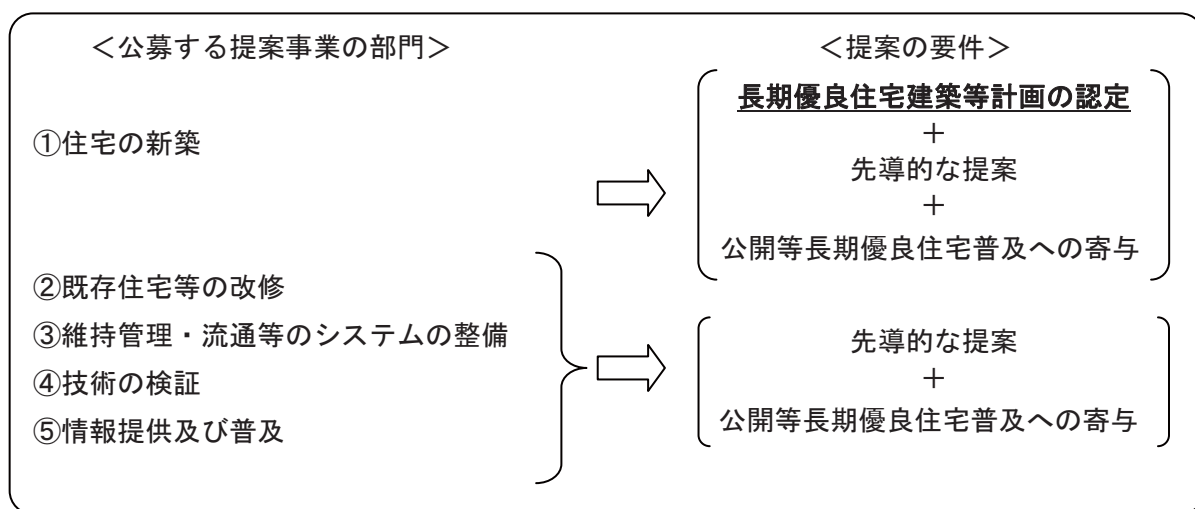 ＜公募する提案事業の部門＞
①住宅の新築
②既存住宅等の改修
③維持管理・流通等のシステムの整備
④技術の検証
⑤情報提供及び普及
＜提案の要件＞
長期優良住宅建築等計画の認定
＋
先導的な提案
＋
公開等長期優良住宅普及への寄与
先導的な提案
＋
公開等長期優良住宅普及への寄与